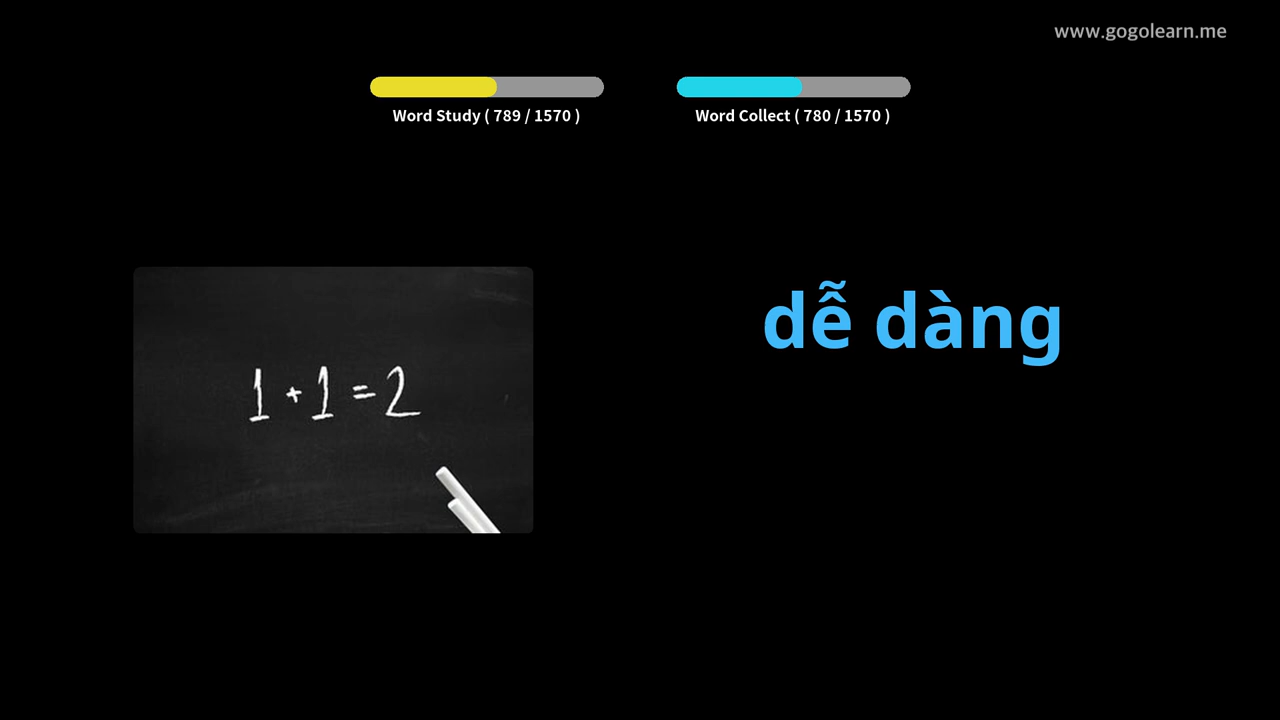 www.gogolearn.me
Word Study ( 789 / 1570 )
Word Collect ( 780 / 1570 )
dễ dàng
1 + 1 = 2